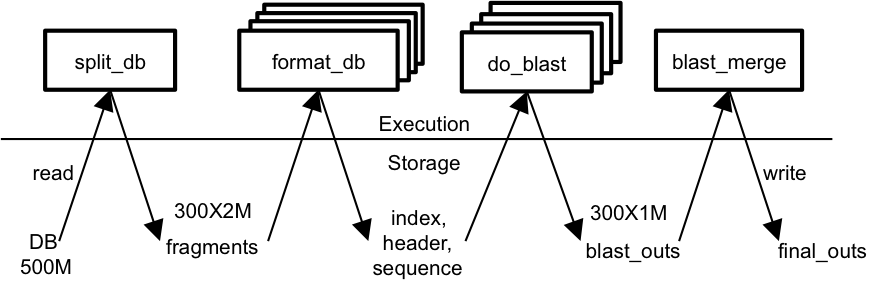 split_db
format_db
do_blast
blast_merge
Execution
Storage
read
write
300X2M
300X1M
DB
500M
fragments
index,
header,
sequence
blast_outs
final_outs